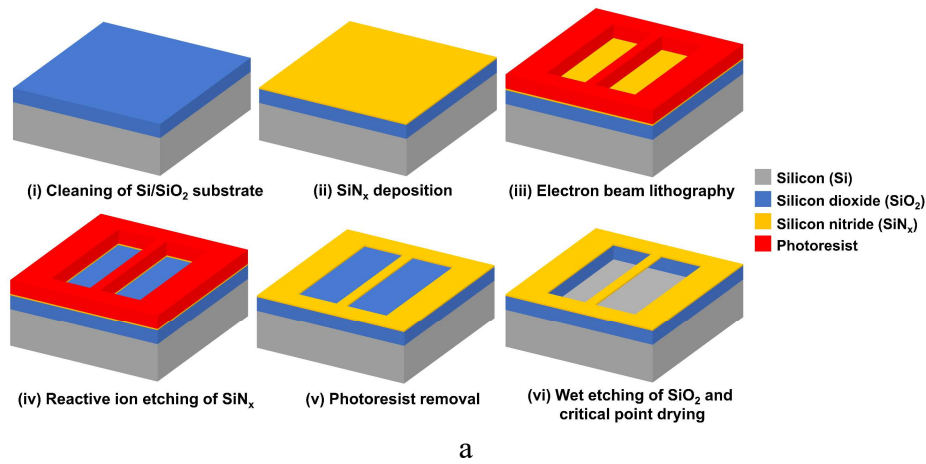 (i) Cleaning of Si/SiO₂ substrate
(ii) SiNₓ deposition
(iii) Electron beam lithography
Silicon (Si)
Silicon dioxide (SiO₂)
Silicon nitride (SiNₓ)
Photoresist
(iv) Reactive ion etching of SiNₓ
(v) Photoresist removal
(vi) Wet etching of SiO₂ and
critical point drying
a